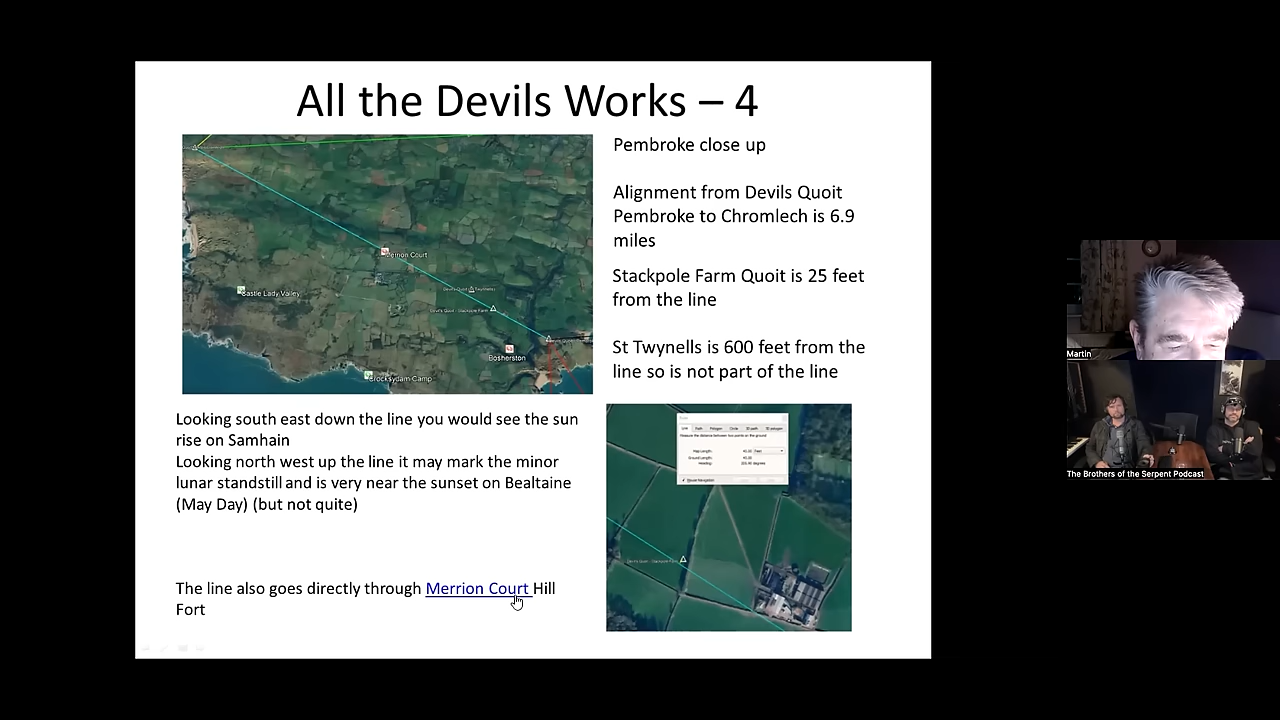 All the Devils Works – 4
Pembroke close up
Alignment from Devils Quoit
Pembroke to Chromlech is 6.9
miles
Stackpole Farm Quoit is 25 feet
from the line
St Twynells is 600 feet from the
line so is not part of the line
Castle Lady Valley
Bosherston
Crocksydam Camp
Looking south east down the line you would see the sun
rise on Samhain
Looking north west up the line it may mark the minor
lunar standstill and is very near the sunset on Bealtaine
(May Day) (but not quite)
The line also goes directly through Merrion Court Hill
Fort
Martin
The Brothers of the Serpent Podcast